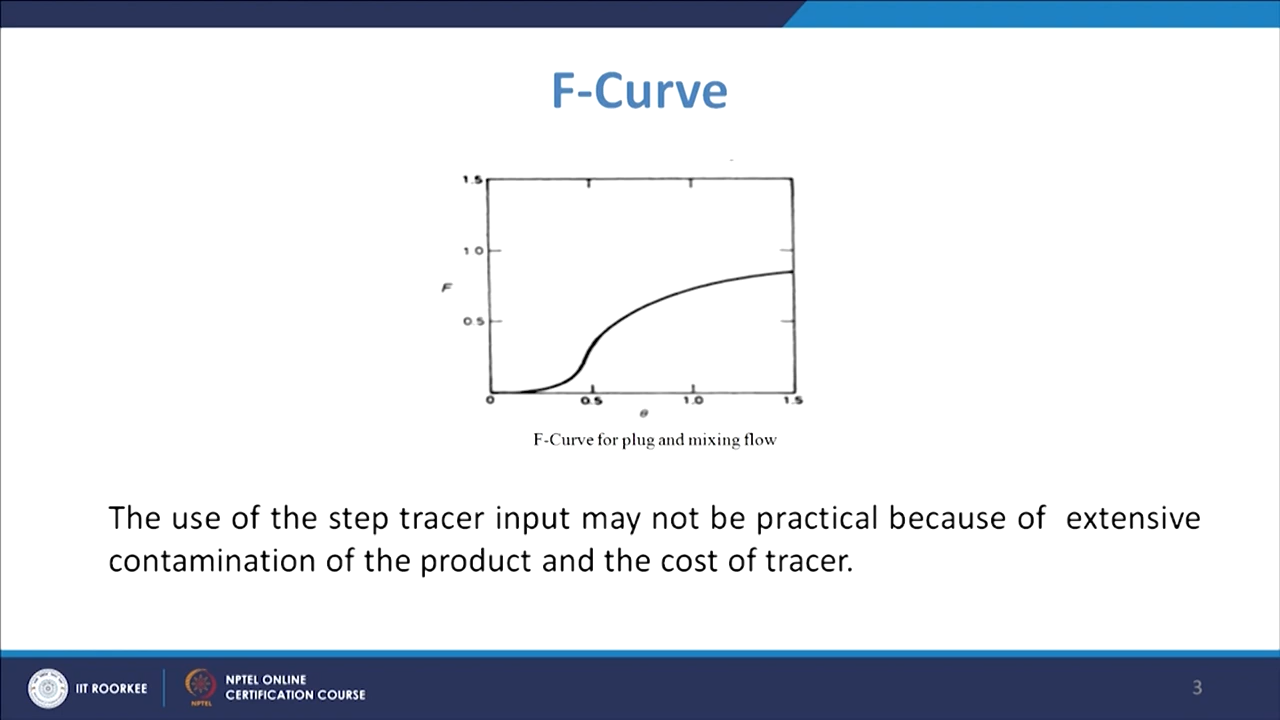 F-Curve
1.5
1 0
F
0.5
0 0.5 1.0 1.5
θ
F-Curve for plug and mixing flow
The use of the step tracer input may not be practical because of extensive
contamination of the product and the cost of tracer.
IIT ROORKEE
NPTEL
NPTEL ONLINE
CERTIFICATION COURSE
3